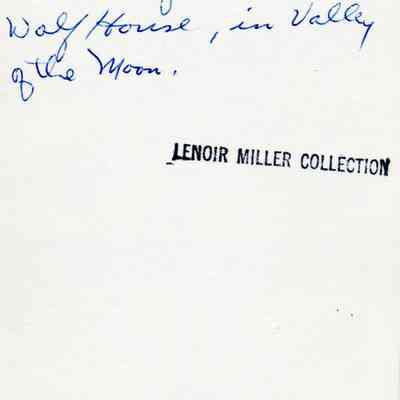 Wolf House, in Valley
of the Moon.
LENOIR MILLER COLLECTION